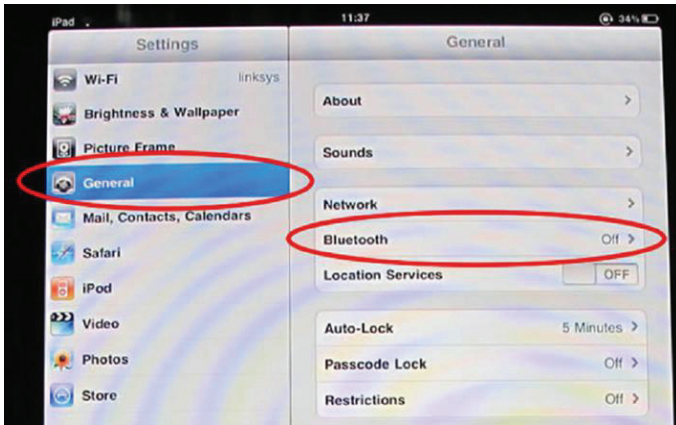 iPad 11:37 34%
Settings
General
Wi-Fi linksys
Brightness & Wallpaper
Picture Frame
General
Mail, Contacts, Calendars
Safari
iPod
Video
Photos
Store
About
Sounds
Network
Bluetooth Off
Location Services OFF
Auto-Lock 5 Minutes
Passcode Lock Off
Restrictions Off